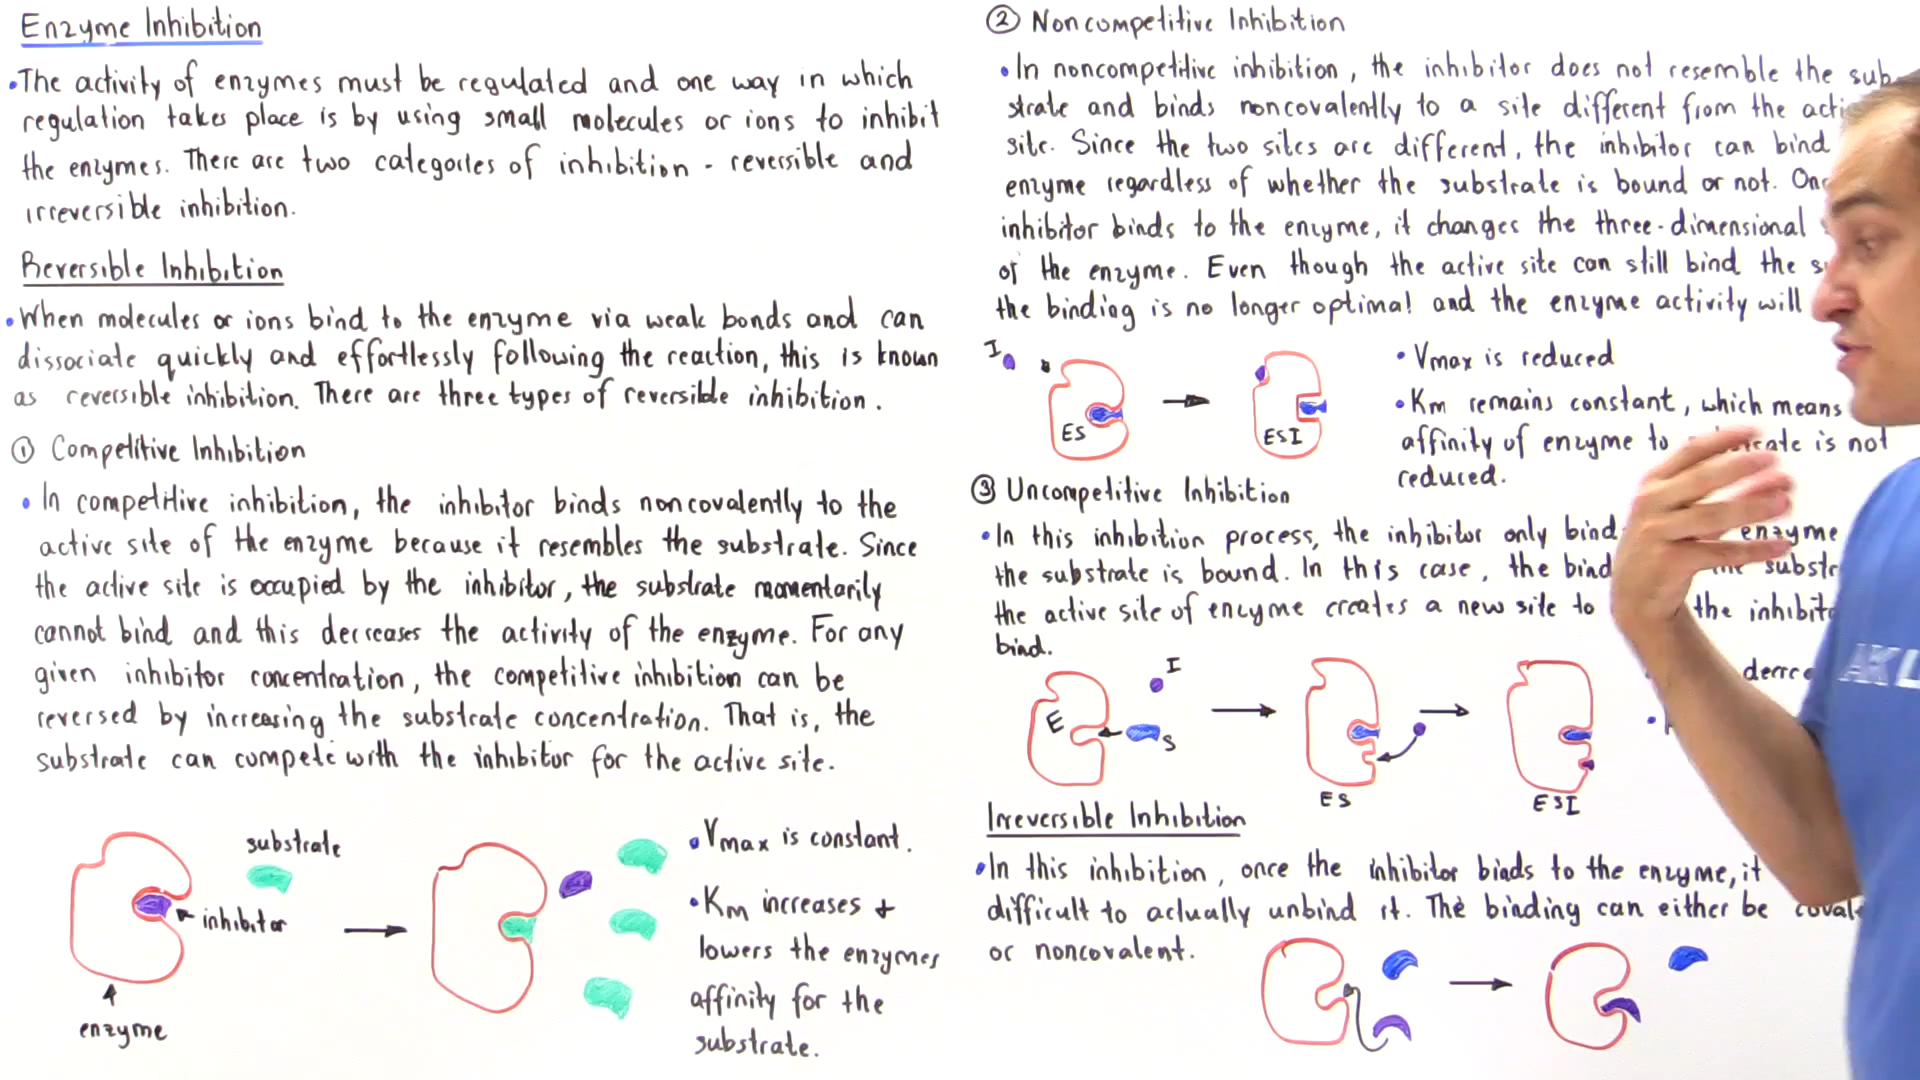 Enzyme Inhibition
•The activity of enzymes must be regulated and one way in which
regulation takes place is by using small molecules or ions to inhibit
the enzymes. There are two categories of inhibition - reversible and
irreversible inhibition.
Reversible Inhibition
•When molecules or ions bind to the enzyme via weak bonds and can
dissociate quickly and effortlessly following the reaction, this is known
as reversible inhibition. There are three types of reversible inhibition.
① Competitive Inhibition
• In competitive inhibition, the inhibitor binds noncovalently to the
active site of the enzyme because it resembles the substrate. Since
the active site is occupied by the inhibitor, the substrate momentarily
cannot bind and this decreases the activity of the enzyme. For any
given inhibitor concentration, the competitive inhibition can be
reversed by increasing the substrate concentration. That is, the
substrate can compete with the inhibitor for the active site.
substrate
inhibitor
enzyme
•Vmax is constant.
•Km increases +
lowers the enzymes
affinity for the
substrate.
② Noncompetitive Inhibition
•In noncompetitive inhibition, the inhibitor does not resemble the sub-
strate and binds noncovalently to a site different from the acti
site. Since the two sites are different, the inhibitor can bind
enzyme regardless of whether the substrate is bound or not. Onc
inhibitor binds to the enzyme, it changes the three-dimensional
of the enzyme. Even though the active site can still bind the s
the binding is no longer optimal and the enzyme activity will
I
ES
ESI
•Vmax is reduced
•Km remains constant, which means
affinity of enzyme to strate is not
reduced.
③ Uncompetitive Inhibition
•In this inhibition process, the inhibitor only bind enzyme
the substrate is bound. In this case, the bind the substr
the active site of enzyme creates a new site to the inhibit
bind.
I
E
S
ES
ESI
decre
•
Irreversible Inhibition
•In this inhibition, once the inhibitor binds to the enzyme, it
difficult to actually unbind it. The binding can either be coval
or noncovalent.
AKL